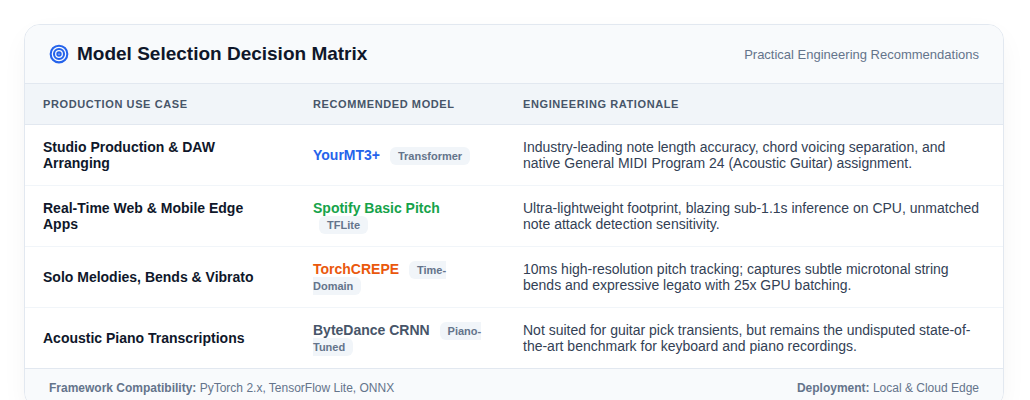 Model Selection Decision Matrix
Practical Engineering Recommendations
PRODUCTION USE CASE
RECOMMENDED MODEL
ENGINEERING RATIONALE
Studio Production & DAW
Arranging
YourMT3+ Transformer
Industry-leading note length accuracy, chord voicing separation, and
native General MIDI Program 24 (Acoustic Guitar) assignment.
Real-Time Web & Mobile Edge
Apps
Spotify Basic Pitch
TFLite
Ultra-lightweight footprint, blazing sub-1.1s inference on CPU, unmatched
note attack detection sensitivity.
Solo Melodies, Bends & Vibrato
TorchCREPE Time-
Domain
10ms high-resolution pitch tracking; captures subtle microtonal string
bends and expressive legato with 25x GPU batching.
Acoustic Piano Transcriptions
ByteDance CRNN Piano-
Tuned
Not suited for guitar pick transients, but remains the undisputed state-of-
the-art benchmark for keyboard and piano recordings.
Framework Compatibility: PyTorch 2.x, TensorFlow Lite, ONNX
Deployment: Local & Cloud Edge